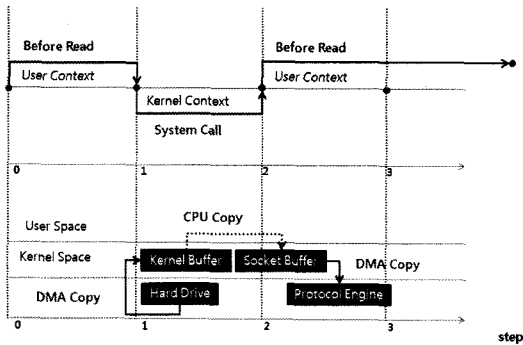 Before Read
Before Read
User Context
User Context
Kernel Context
System Call
0 1 2 3
CPU Copy
User Space
Kernel Space
Kernel Buffer
Socket Buffer
DMA Copy
DMA Copy
Hard Drive
Protocol Engine
0 1 2 3
step